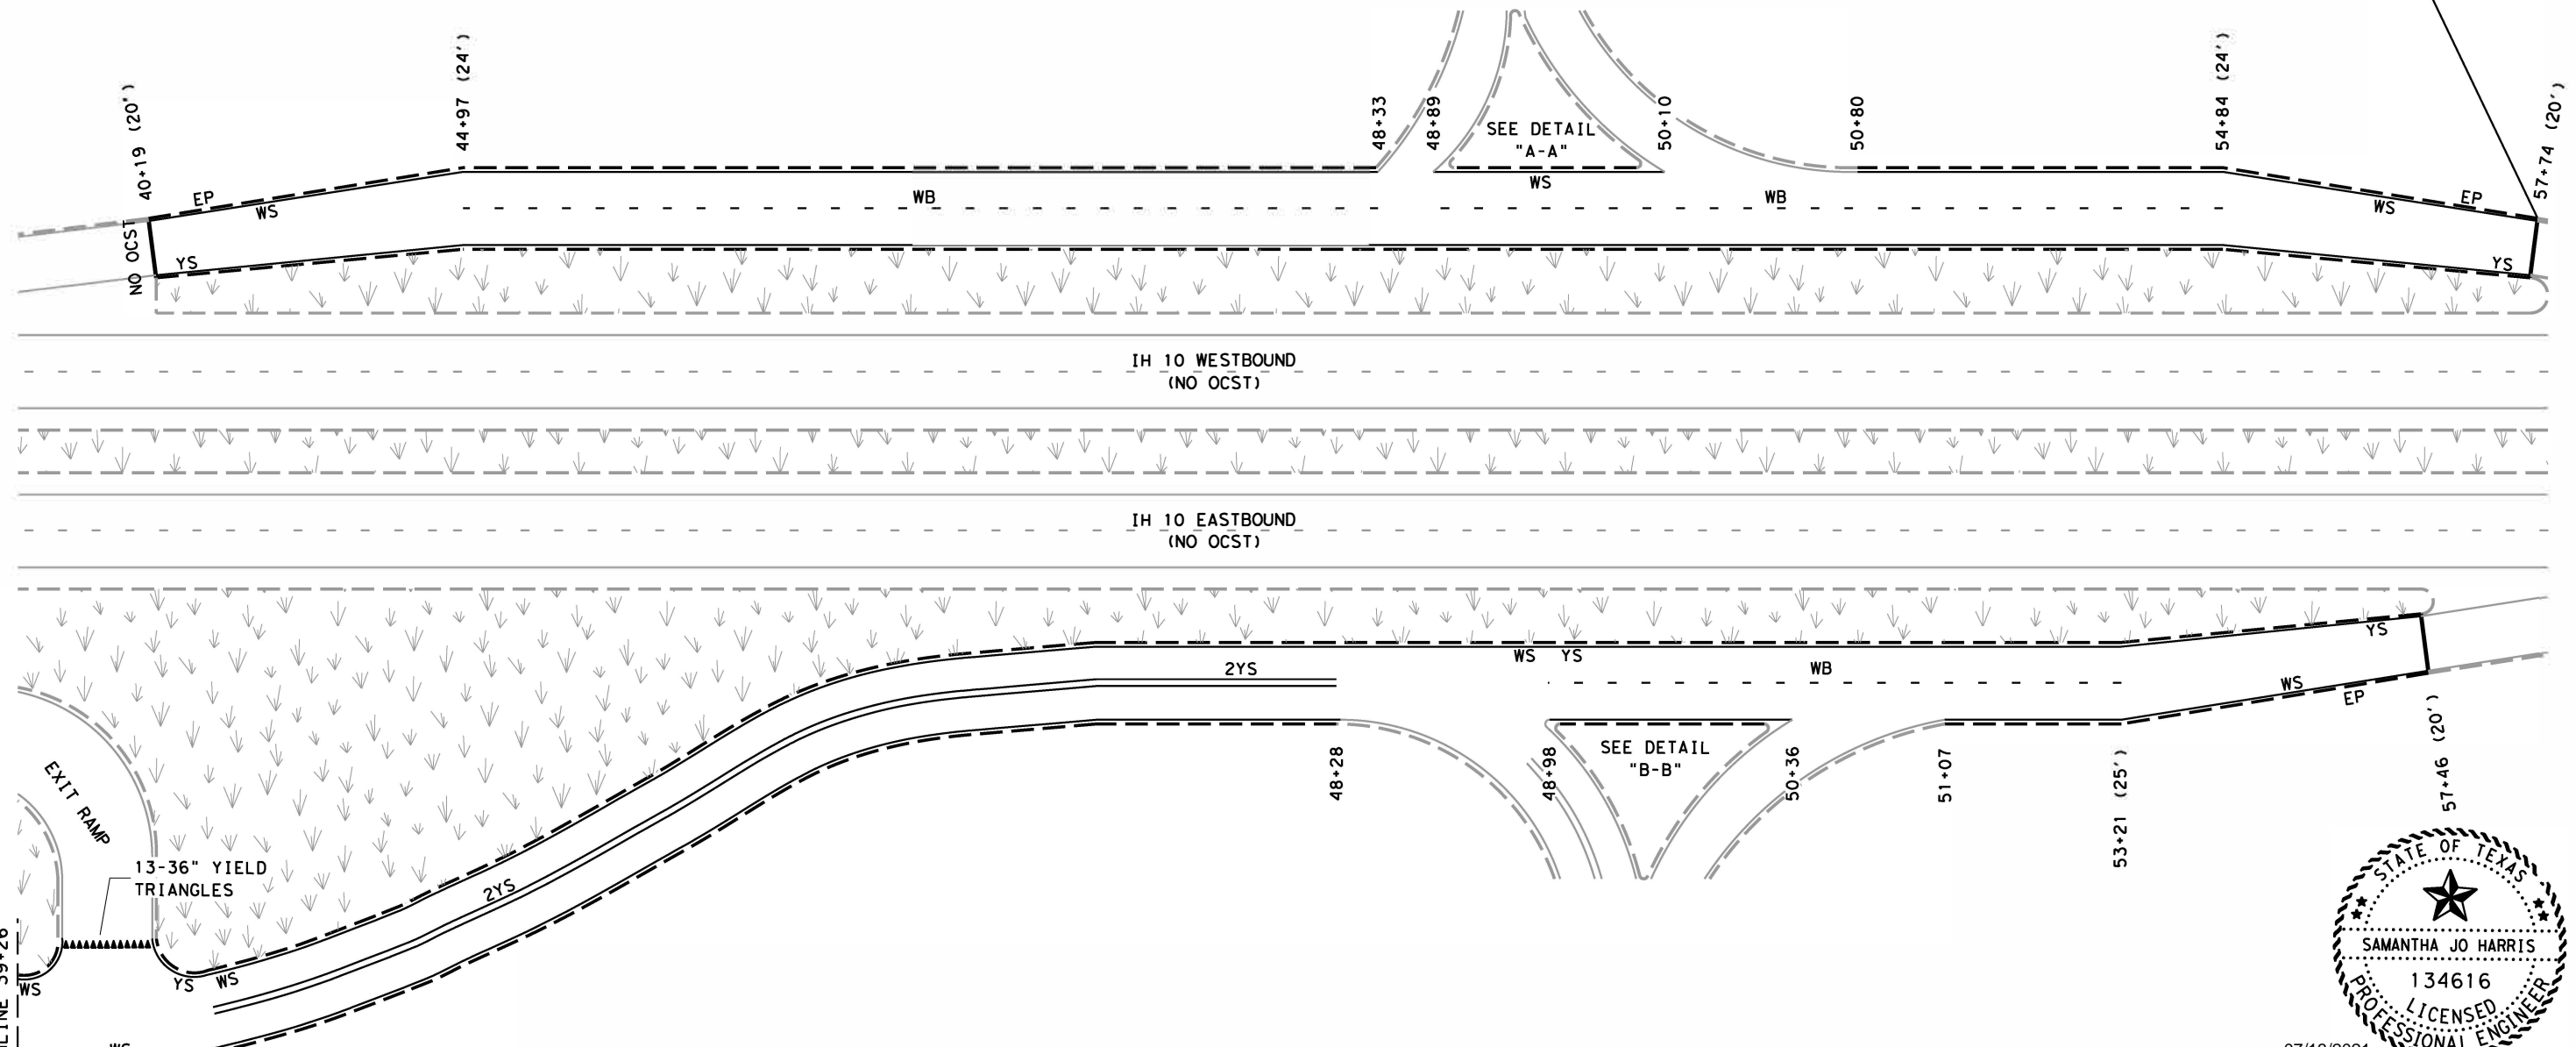 40+19 (20')
44+97 (24')
48+33
48+89
50+10
50+80
54+84 (24')
57+74 (20')
SEE DETAIL
"A-A"
WS
EP
WS
WB
WB
WS
EP
NO OCST
YS
YS
IH 10 WESTBOUND
(NO OCST)
IH 10 EASTBOUND
(NO OCST)
YS
WS YS
2YS
WB
WS
EP
SEE DETAIL
"B-B"
48+28
48+98
50+36
51+07
53+21 (25')
57+46 (20')
EXIT RAMP
13-36" YIELD
TRIANGLES
2YS
YS
WS
WS
STATE OF TEXAS
SAMANTHA JO HARRIS
134616
LICENSED
PROFESSIONAL ENGINEER